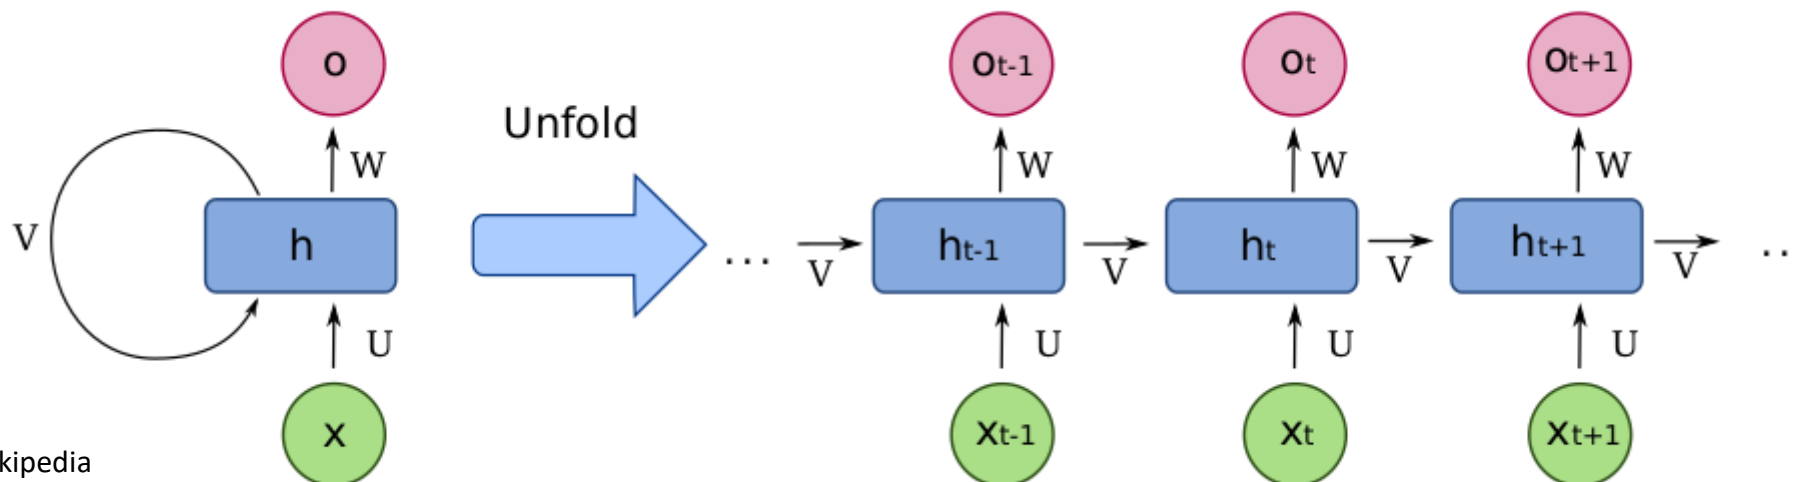 o
Ot-1
Ot
Ot+1
Unfold
W
W
W
W
V
h
...
V
ht-1
V
ht
V
ht+1
V
..
U
U
U
U
x
Xt-1
Xt
Xt+1
kipedia